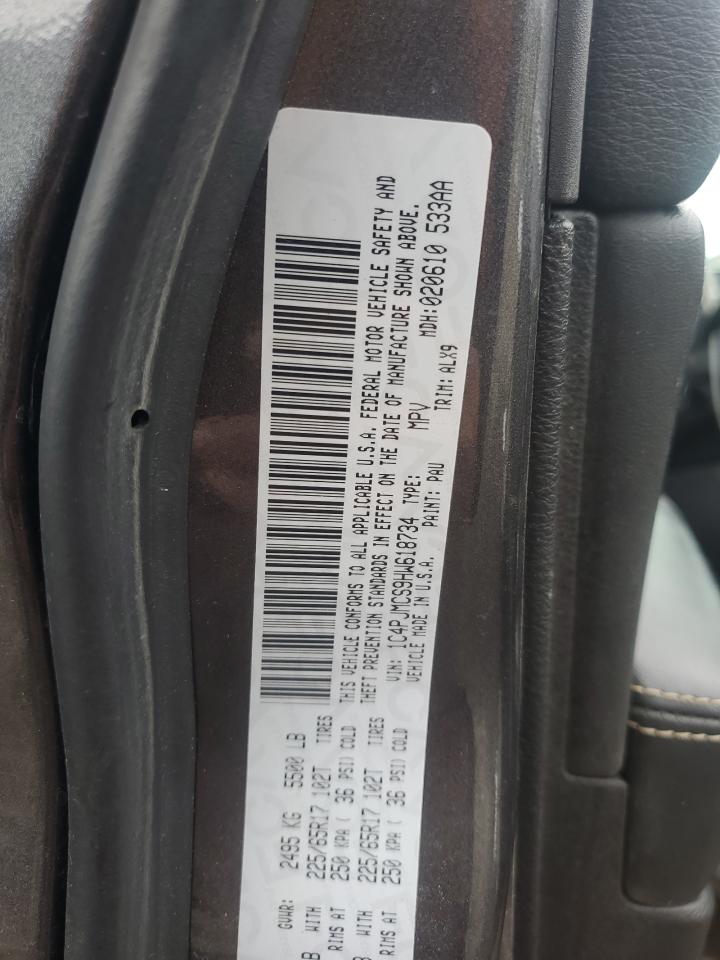 GVWR: 2495 KG 5500 LB
B WITH 225/65R17 102T TIRES
RIMS AT 250 KPA ( 36 PSI) COLD
WITH 225/65R17 102T TIRES
RIMS AT 250 KPA ( 36 PSI) COLD
THIS VEHICLE CONFORMS TO ALL APPLICABLE U.S.A. FEDERAL MOTOR VEHICLE SAFETY AND
THEFT PREVENTION STANDARDS IN EFFECT ON THE DATE OF MANUFACTURE SHOWN ABOVE.
VIN: 1C4PJMCS9HW618734 TYPE: MPV MDH:020610 533AA
VEHICLE MADE IN U.S.A. PAINT: PAU TRIM: ALX9